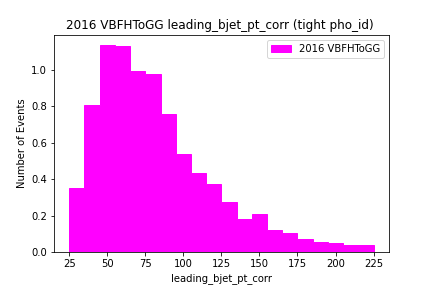 2016 VBFHToGG leading_bjet_pt_corr (tight pho_id)
2016 VBFHToGG
Number of Events
1.0
0.8
0.6
0.4
0.2
0.0
25 50 75 100 125 150 175 200 225
leading_bjet_pt_corr